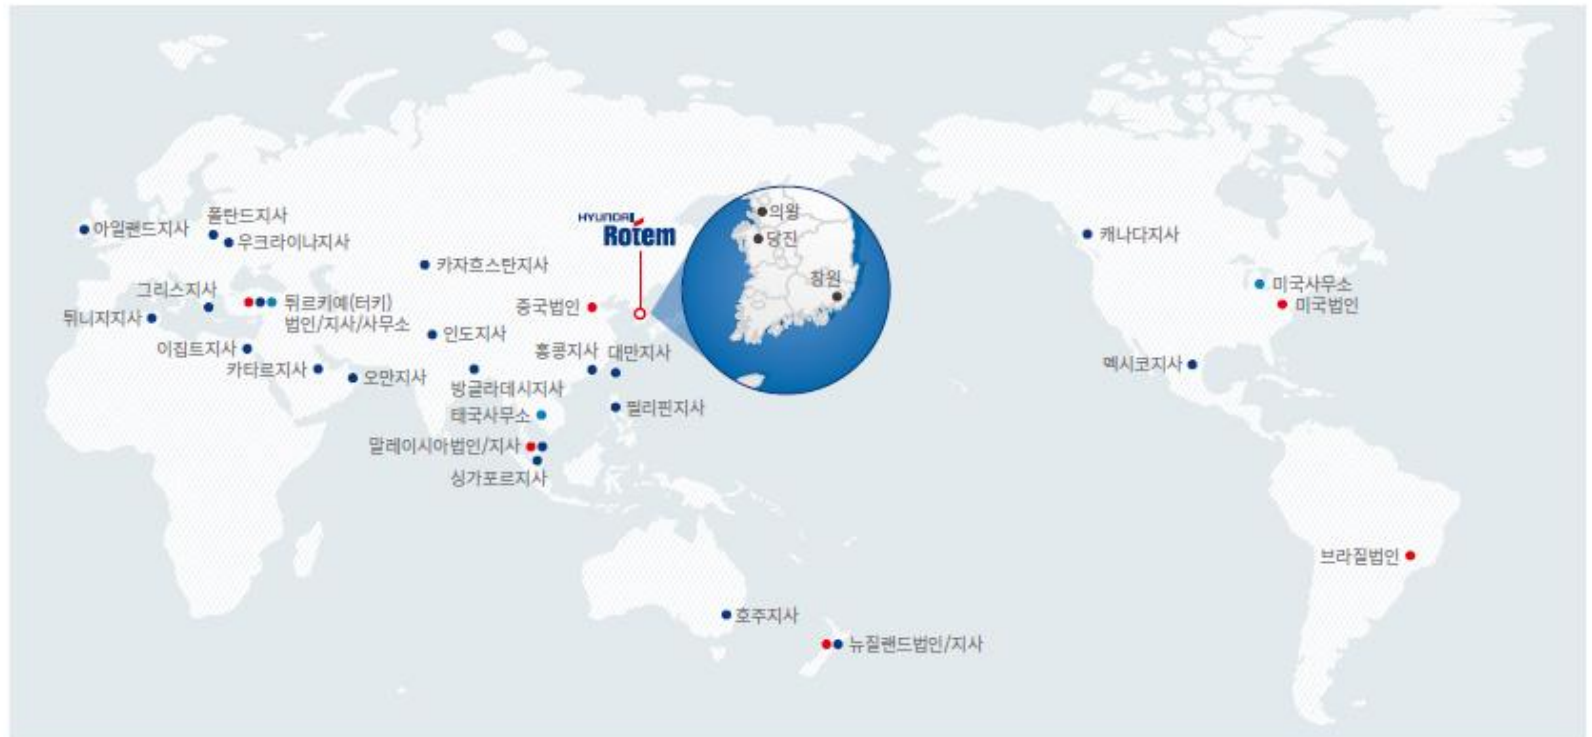 HYUNDAI
Rotem
의왕
당진
창원
아일랜드지사
폴란드지사
우크라이나지사
카자흐스탄지사
그리스지사
튀르키예(터키)
법인/지사/사무소
튀니지지사
중국법인
인도지사
이집트지사
홍콩지사
대만지사
카타르지사
오만지사
방글라데시지사
태국사무소
필리핀지사
말레이시아법인/지사
싱가포르지사
호주지사
뉴질랜드법인/지사
캐나다지사
미국사무소
미국법인
멕시코지사
브라질법인